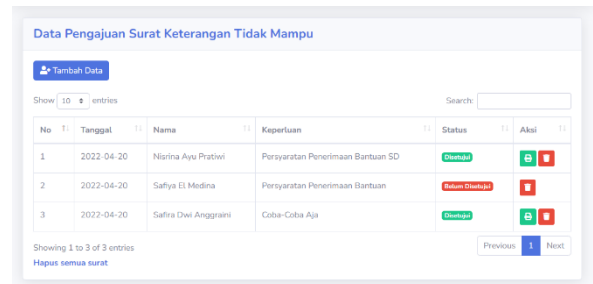 Data Pengajuan Surat Keterangan Tidak Mampu
Tambah Data
Show 10 entries Search:
No Tanggal Nama Keperluan Status Aksi
1 2022-04-20 Nisrina Ayu Pratiwi Persyaratan Penerimaan Bantuan SD Disetujui
2 2022-04-20 Safiya El Medina Persyaratan Penerimaan Bantuan Belum Disetujui
3 2022-04-20 Safira Dwi Anggraini Coba-Coba Aja Disetujui
Showing 1 to 3 of 3 entries Previous 1 Next
Hapus semua surat